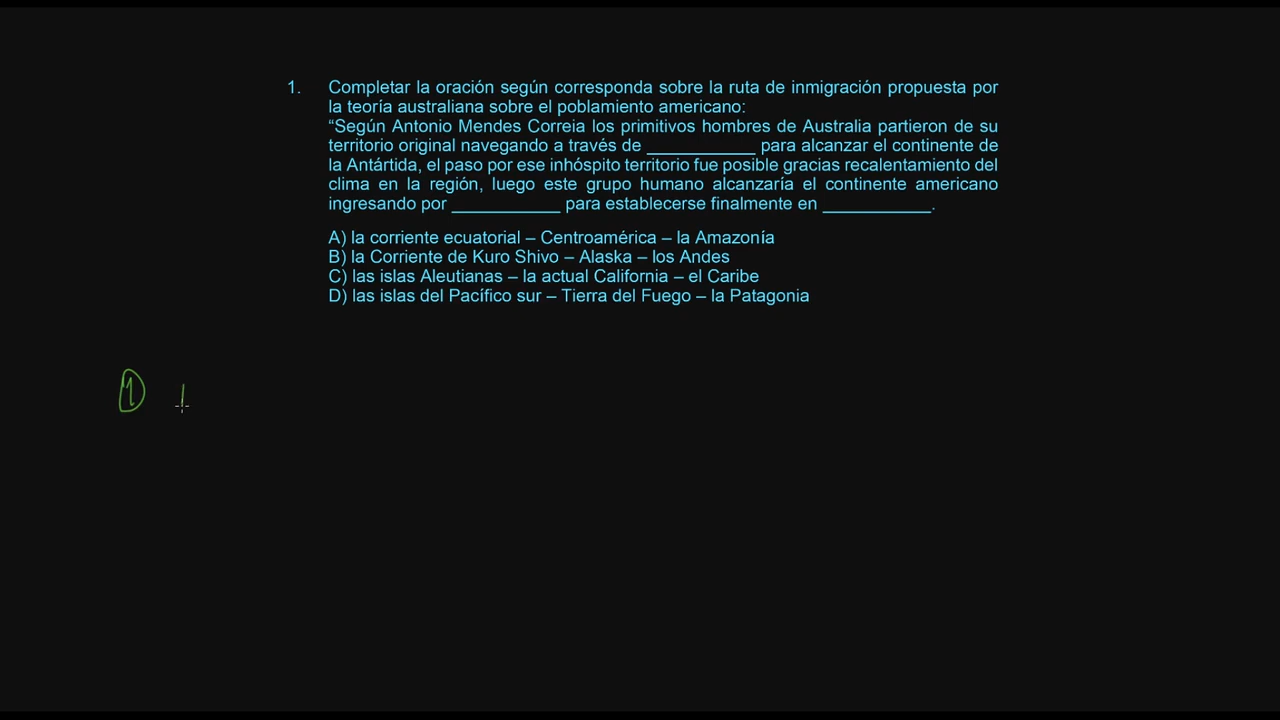 1. Completar la oración según corresponda sobre la ruta de inmigración propuesta por
la teoría australiana sobre el poblamiento americano:
“Según Antonio Mendes Correia los primitivos hombres de Australia partieron de su
territorio original navegando a través de ___________ para alcanzar el continente de
la Antártida, el paso por ese inhóspito territorio fue posible gracias recalentamiento del
clima en la región, luego este grupo humano alcanzaría el continente americano
ingresando por ___________ para establecerse finalmente en ___________.
A) la corriente ecuatorial – Centroamérica – la Amazonía
B) la Corriente de Kuro Shivo – Alaska – los Andes
C) las islas Aleutianas – la actual California – el Caribe
D) las islas del Pacífico sur – Tierra del Fuego – la Patagonia
1